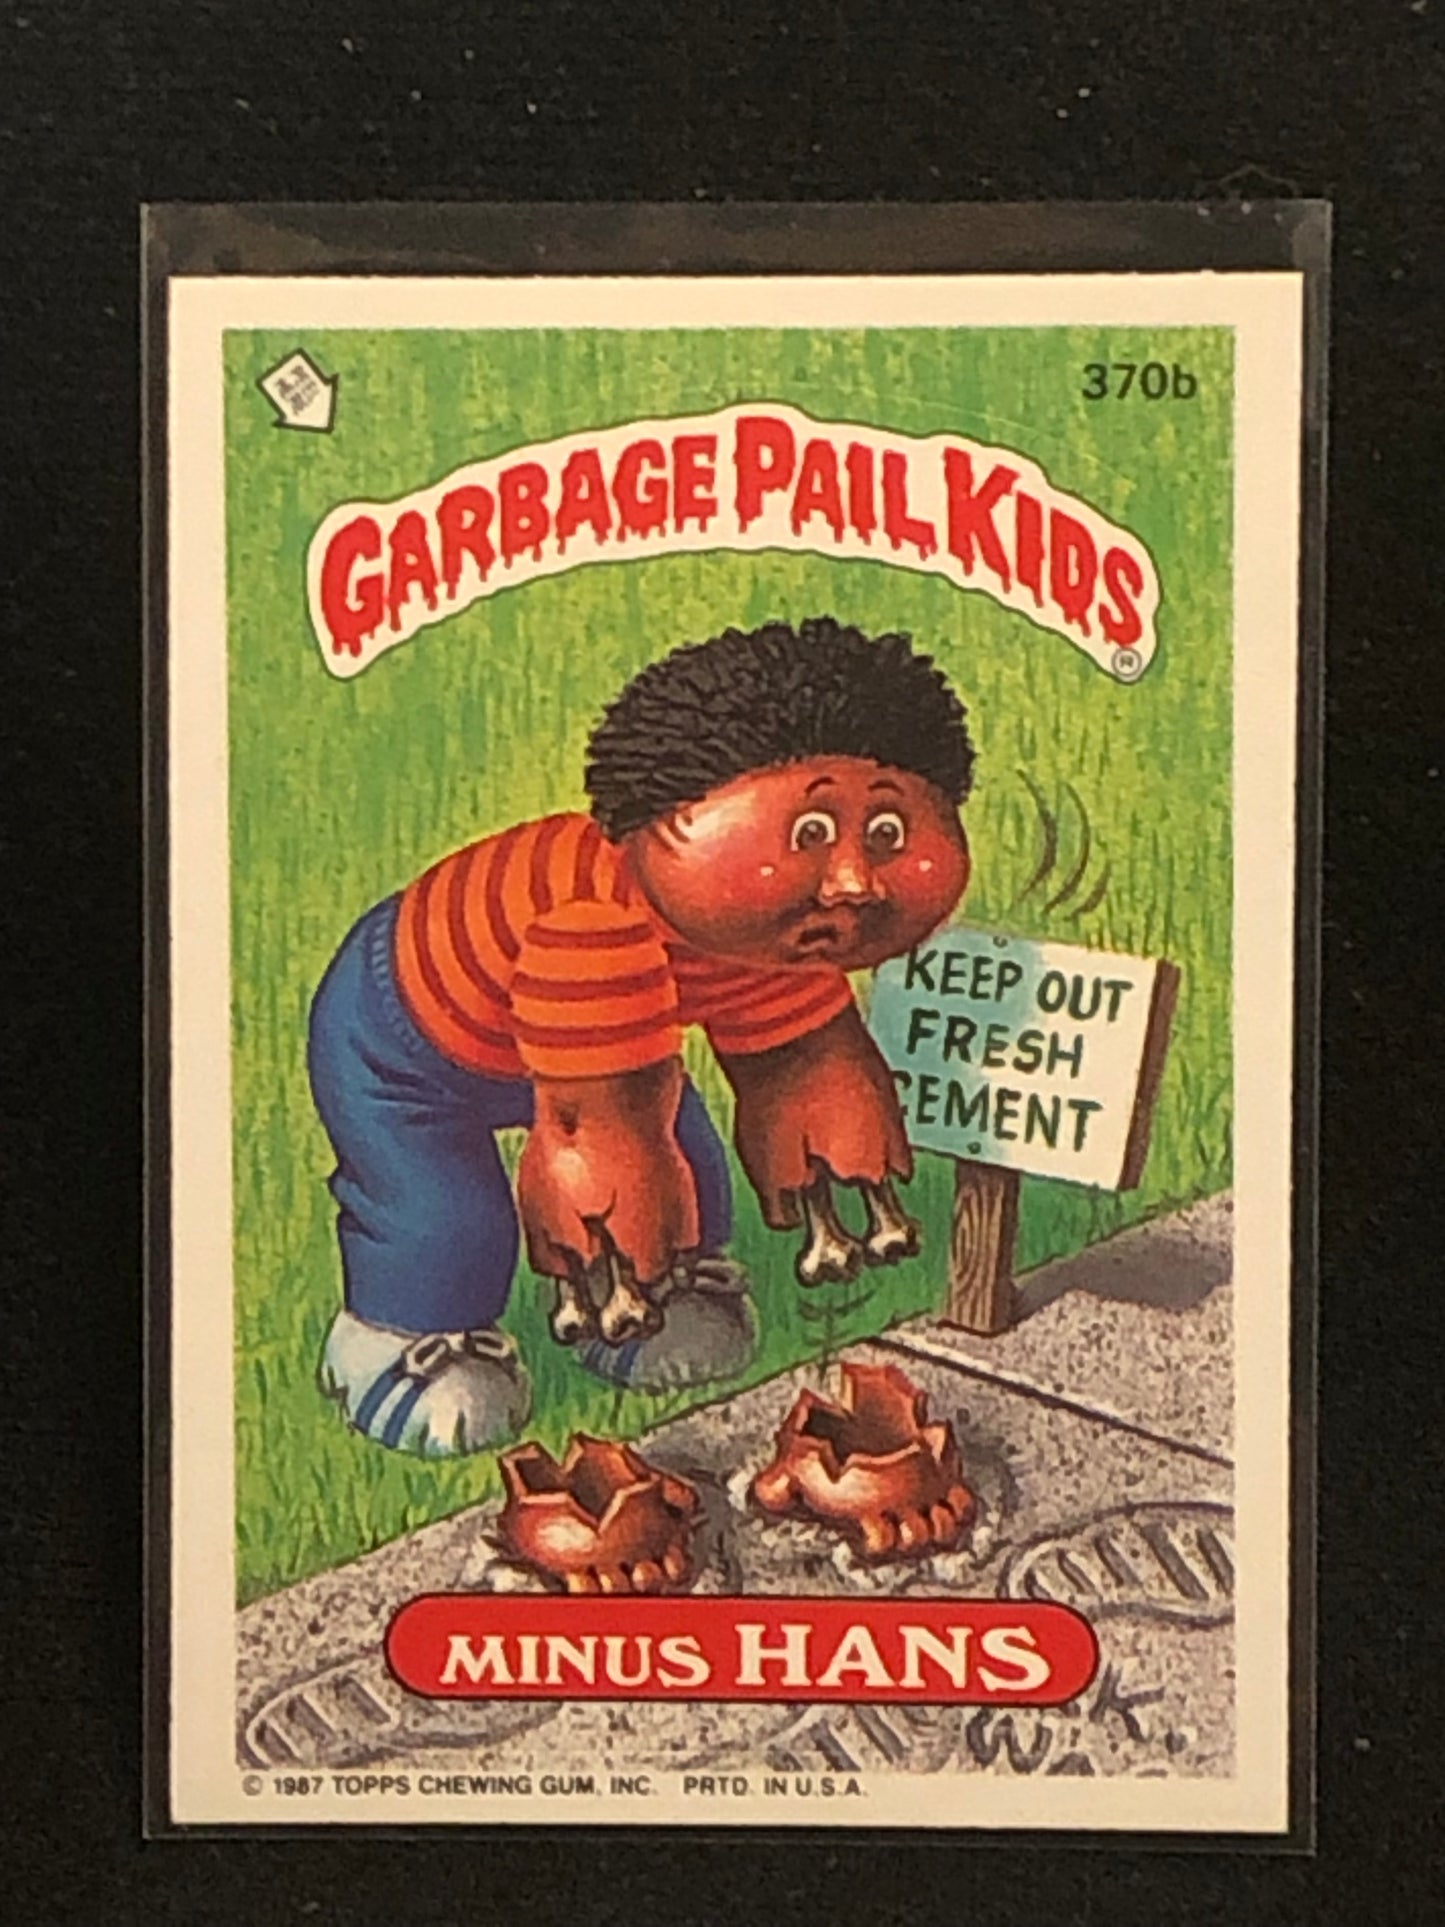 370b
GARBAGE PAIL KIDS
®
KEEP OUT
FRESH
CEMENT
MINUS HANS
W.K.
© 1987 TOPPS CHEWING GUM, INC. PRTD. IN U.S.A.